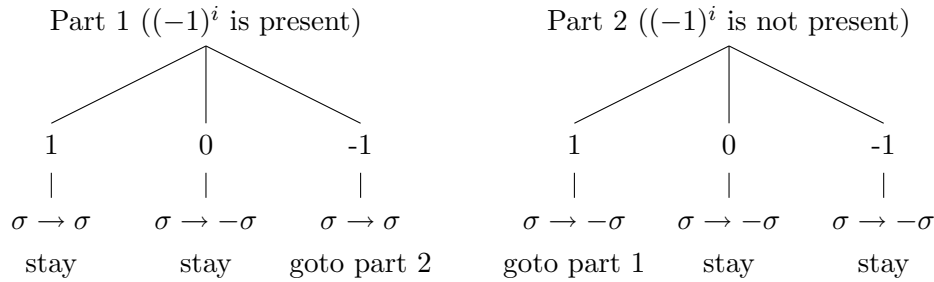 Part 1 ((−1)^i is present) Part 2 ((−1)^i is not present)
1 0 -1 1 0 -1
σ → σ σ → −σ σ → σ σ → −σ σ → −σ σ → −σ
stay stay goto part 2 goto part 1 stay stay